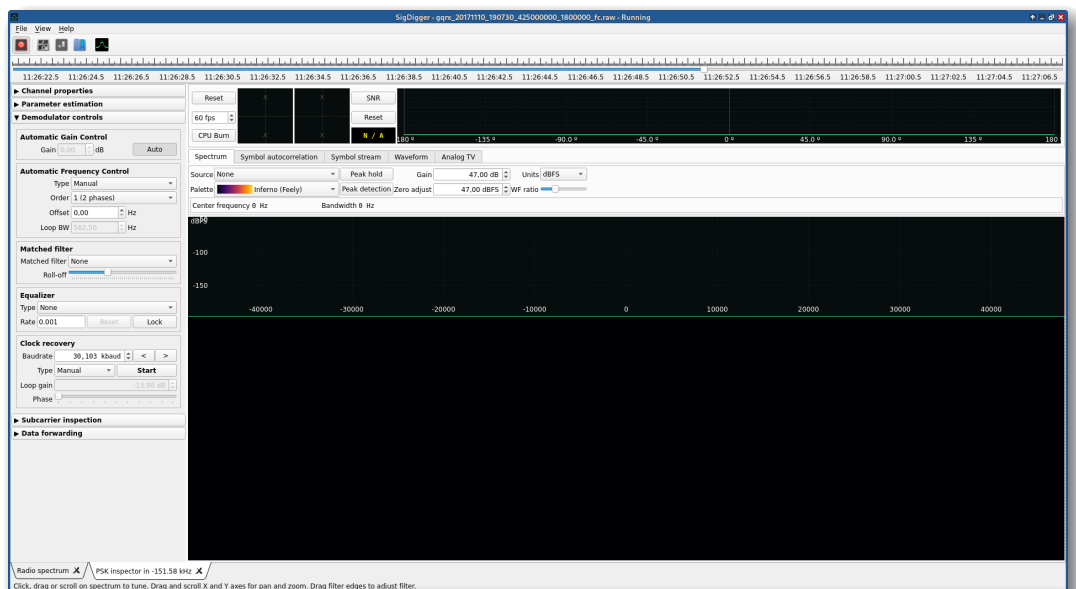 SigDigger - gqrx_20171110_190730_425000000_1800000_fc.raw - Running
File View Help
11:26:22.5 11:26:24.5 11:26:26.5 11:26:28.5 11:26:30.5 11:26:32.5 11:26:34.5 11:26:36.5 11:26:38.5 11:26:40.5 11:26:42.5 11:26:44.5 11:26:46.5 11:26:48.5 11:26:50.5 11:26:52.5 11:26:54.5 11:26:56.5 11:26:58.5 11:27:00.5 11:27:02.5 11:27:04.5 11:27:06.5
Channel properties
Parameter estimation
Demodulator controls
Automatic Gain Control
Gain 0,00 dB Auto
Automatic Frequency Control
Type Manual
Order 1 (2 phases)
Offset 0,00 Hz
Loop BW 562,50 Hz
Matched filter
Matched filter None
Roll-off
Equalizer
Type None
Rate 0.001 Reset Lock
Clock recovery
Baudrate 30,103 kbaud < >
Type Manual Start
Loop gain -13,98 dB
Phase
Subcarrier inspection
Data forwarding
Reset SNR
60 fps Reset
CPU Burn N / A
180 º -135 º -90.0 º -45.0 º 0 º 45.0 º 90.0 º 135 º 180
Spectrum Symbol autocorrelation Symbol stream Waveform Analog TV
Source None Peak hold Gain 47,00 dB Units dBFS
Palette Inferno (Feely) Peak detection Zero adjust 47,00 dBFS WF ratio
Center frequency 0 Hz Bandwidth 0 Hz
dBFS -50
-100
-150
-40000 -30000 -20000 -10000 0 10000 20000 30000 40000
Radio spectrum PSK inspector in -151.58 kHz
Click, drag or scroll on spectrum to tune. Drag and scroll X and Y axes for pan and zoom. Drag filter edges to adjust filter.